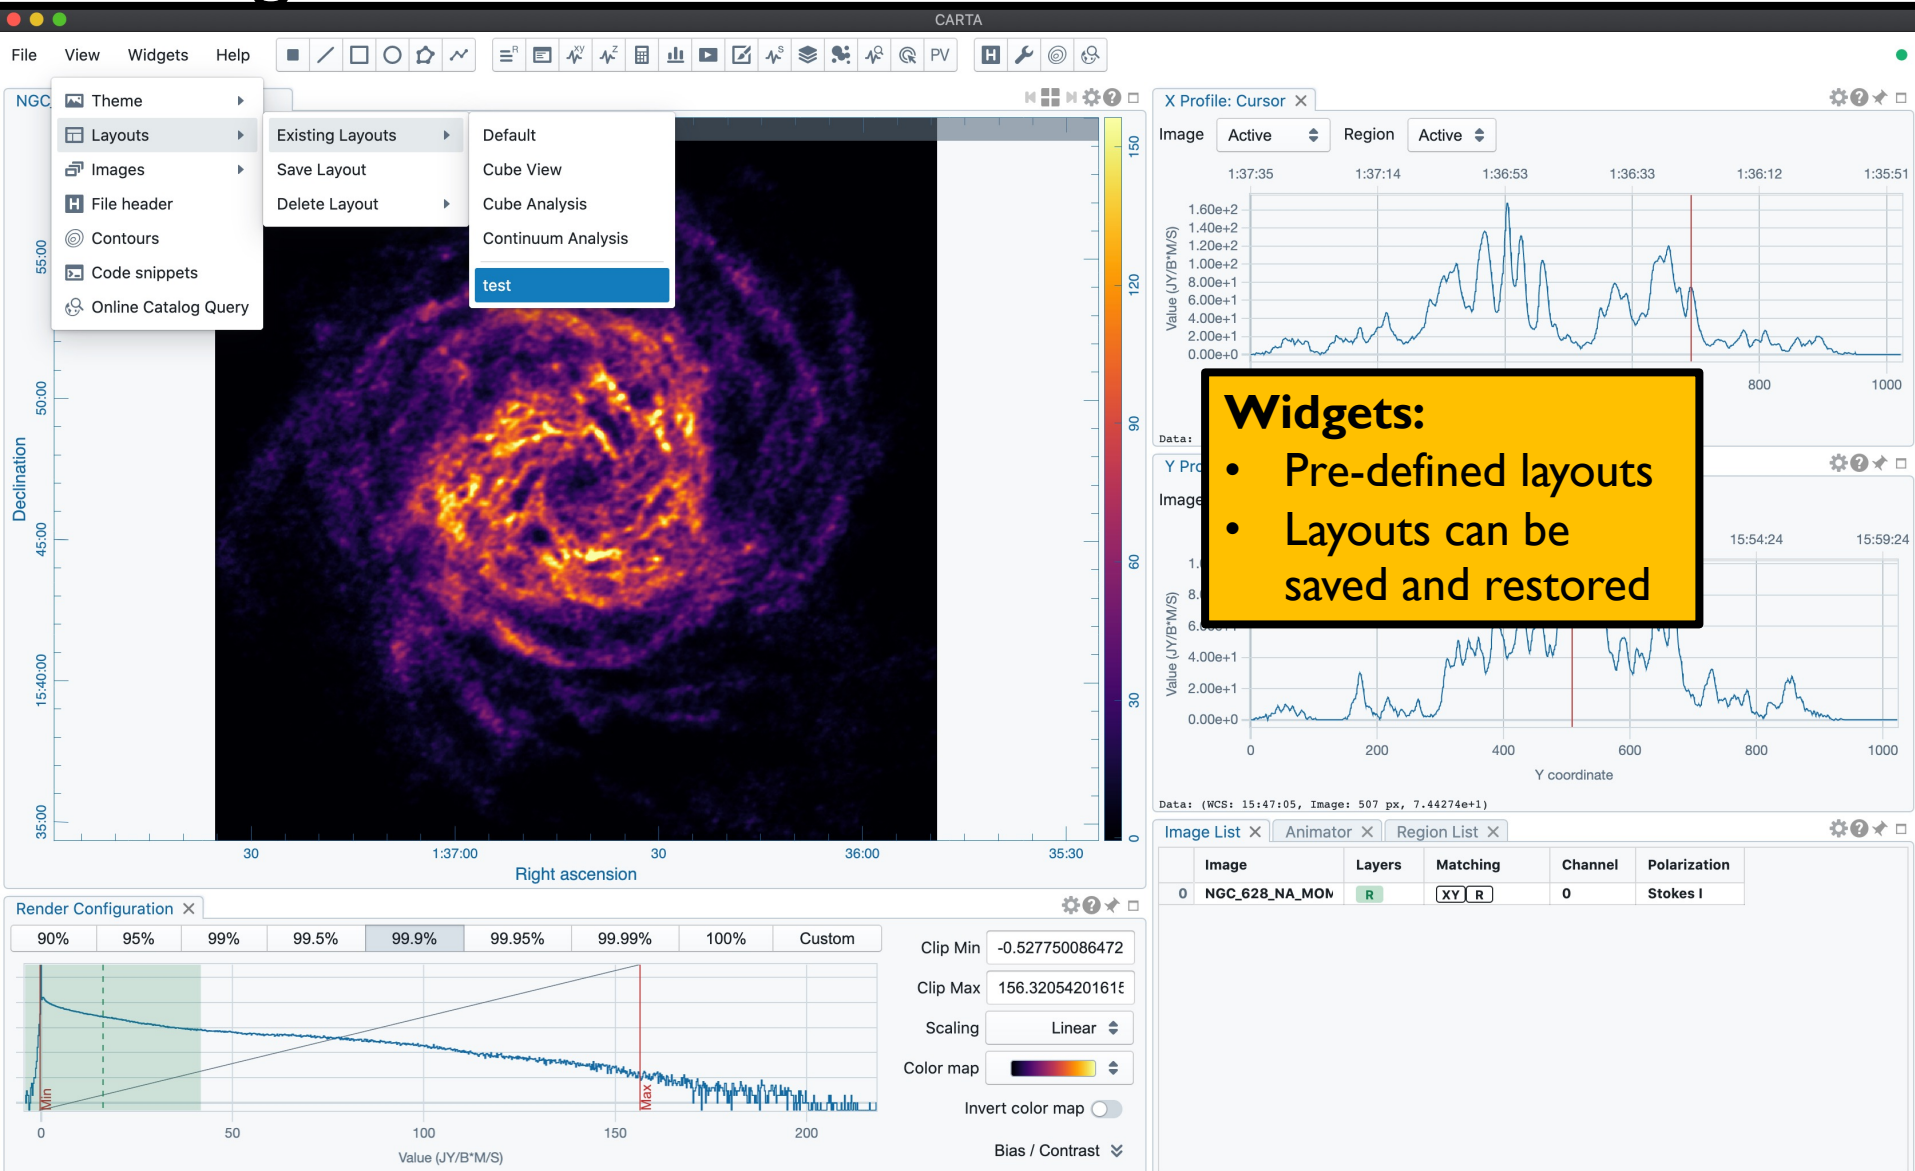 CARTA
File View Widgets Help
PV
NGC_
Theme
Layouts
Images
File header
Contours
Code snippets
Online Catalog Query
Existing Layouts
Save Layout
Delete Layout
Default
Cube View
Cube Analysis
Continuum Analysis
test
Declination
55:00
50:00
45:00
15:40:00
35:00
30 1:37:00 30 36:00 35:30
Right ascension
150
120
90
60
30
0
X Profile: Cursor
Image Active Region Active
1:37:35 1:37:14 1:36:53 1:36:33 1:36:12 1:35:51
Value (JY/B*M/S)
1.60e+2
1.40e+2
1.20e+2
1.00e+2
8.00e+1
6.00e+1
4.00e+1
2.00e+1
0.00e+0
800 1000
Data:
Widgets:
• Pre-defined layouts
• Layouts can be
saved and restored
Y Pro
Image
15:54:24 15:59:24
Value (JY/B*M/S)
4.00e+1
2.00e+1
0.00e+0
0 200 400 600 800 1000
Y coordinate
Data: (WCS: 15:47:05, Image: 507 px, 7.44274e+1)
Image List Animator Region List
Image Layers Matching Channel Polarization
0 NGC_628_NA_MOM R XY R 0 Stokes I
Render Configuration
90% 95% 99% 99.5% 99.9% 99.95% 99.99% 100% Custom
Min
Max
0 50 100 150 200
Value (JY/B*M/S)
Clip Min -0.527750086472
Clip Max 156.32054201615
Scaling Linear
Color map
Invert color map
Bias / Contrast